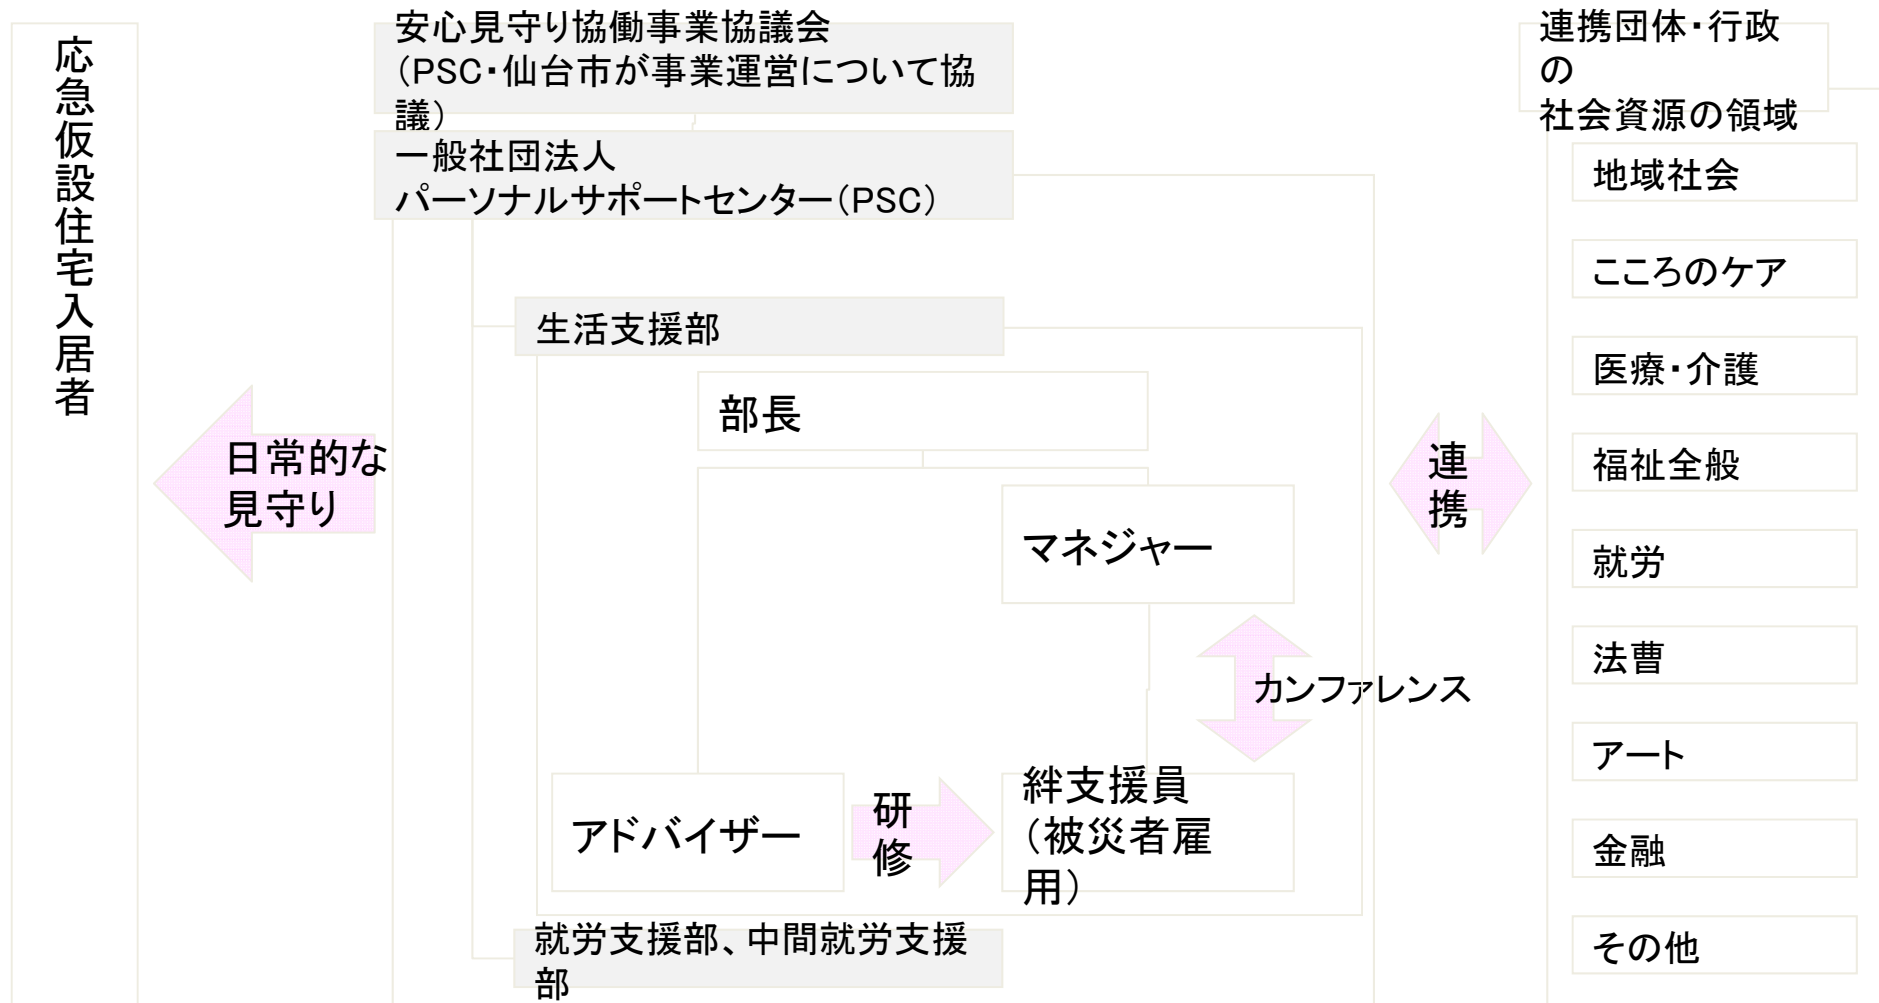 応急仮設住宅入居者
安心見守り協働事業協議会
（PSC・仙台市が事業運営について協
議）
一般社団法人
パーソナルサポートセンター（PSC）
生活支援部
部長
マネジャー
カンファレンス
アドバイザー
研
修
絆支援員
（被災者雇
用）
就労支援部、中間就労支援
部
日常的な
見守り
連
携
連携団体・行政
の
社会資源の領域
地域社会
こころのケア
医療・介護
福祉全般
就労
法曹
アート
金融
その他